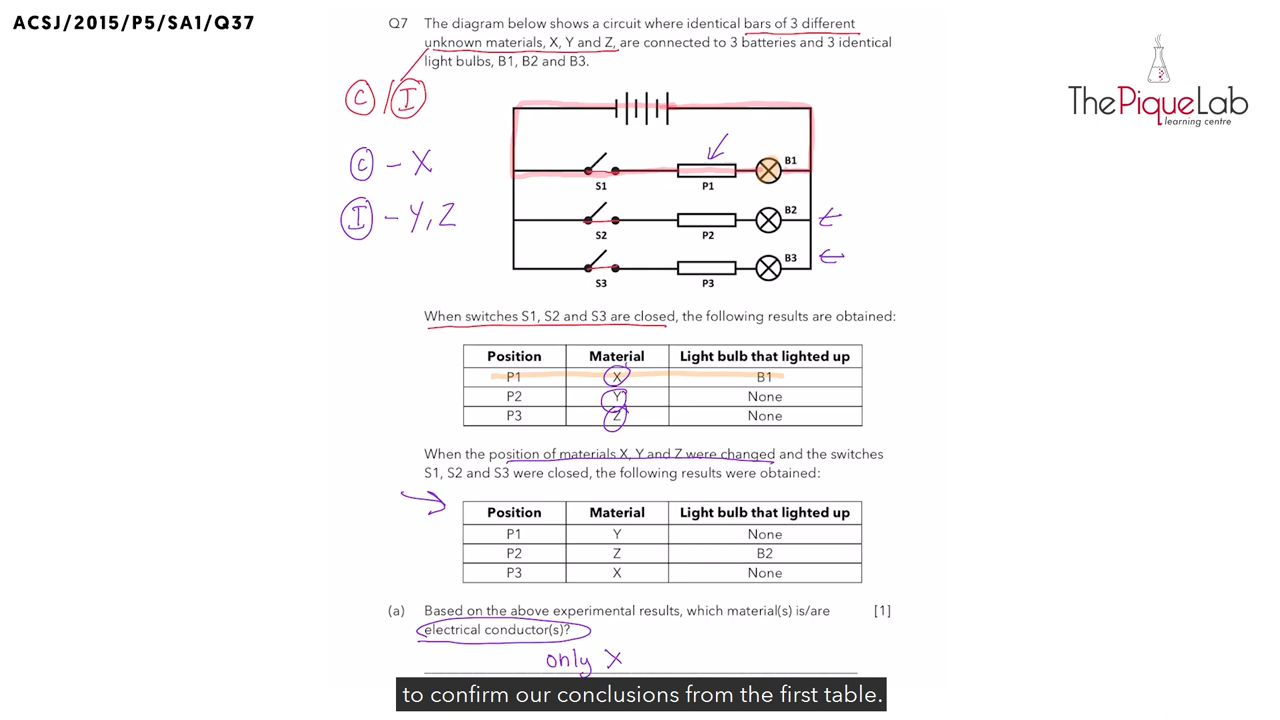 ACSJ/2015/P5/SA1/Q37
Q7 The diagram below shows a circuit where identical bars of 3 different
unknown materials, X, Y and Z, are connected to 3 batteries and 3 identical
light bulbs, B1, B2 and B3.
ThePiqueLab
learning centre
C / I
C - X
I - Y, Z
B1
S1 P1
B2
S2 P2
B3
S3 P3
When switches S1, S2 and S3 are closed, the following results are obtained:
Position Material Light bulb that lighted up
P1 X B1
P2 Y None
P3 Z None
When the position of materials X, Y and Z were changed and the switches
S1, S2 and S3 were closed, the following results were obtained:
Position Material Light bulb that lighted up
P1 Y None
P2 Z B2
P3 X None
(a) Based on the above experimental results, which material(s) is/are [1]
electrical conductor(s)?
only X
to confirm our conclusions from the first table.